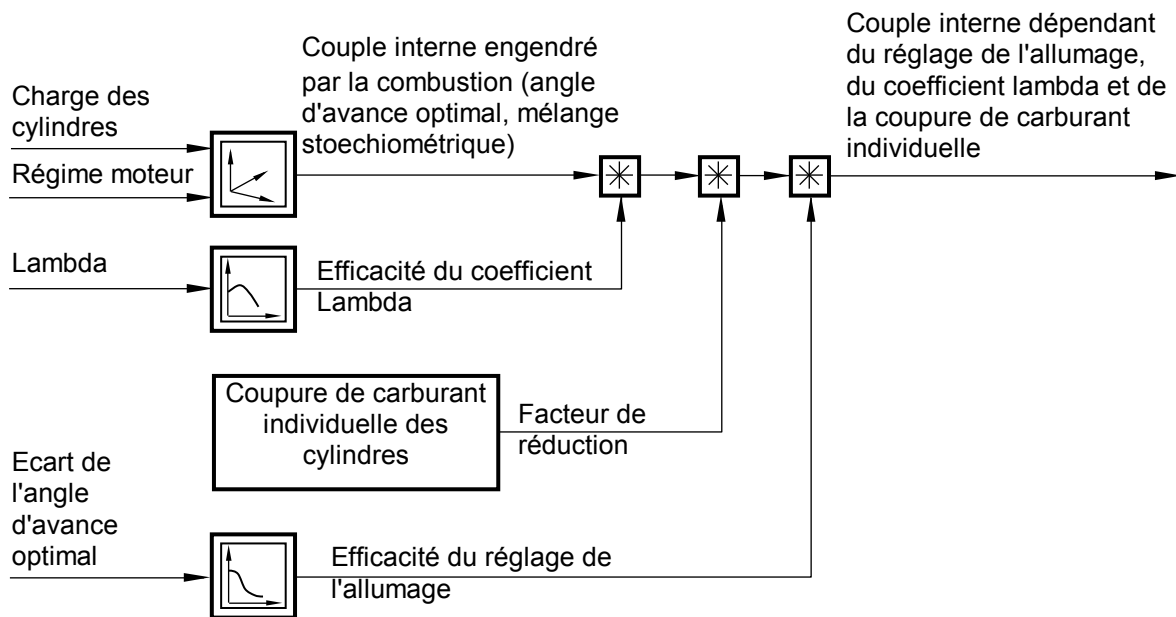 Couple interne engendré
par la combustion (angle
d'avance optimal, mélange
stoechiométrique)
Couple interne dépendant
du réglage de l'allumage,
du coefficient lambda et de
la coupure de carburant
individuelle
Charge des
cylindres
Régime moteur
Lambda
Efficacité du coefficient
Lambda
Coupure de carburant
individuelle des
cylindres
Facteur de
réduction
Ecart de
l'angle
d'avance
optimal
Efficacité du réglage de
l'allumage